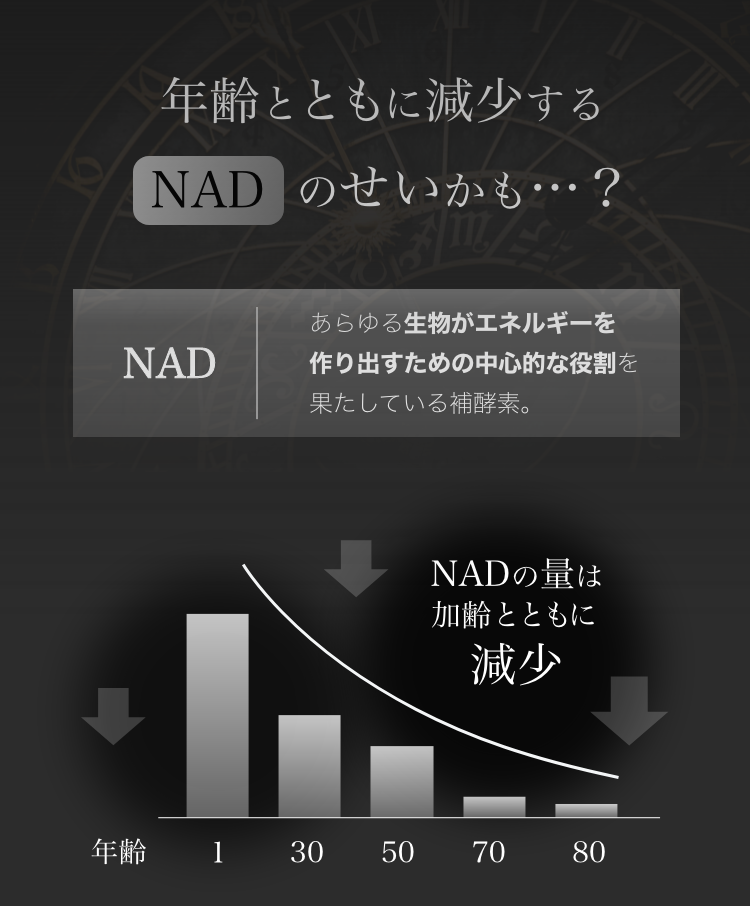 年齢とともに減少する
NAD のせいかも…？
NAD
あらゆる生物がエネルギーを
作り出すための中心的な役割を
果たしている補酵素。
NADの量は
加齢とともに
減少
年齢 1 30 50 70 80